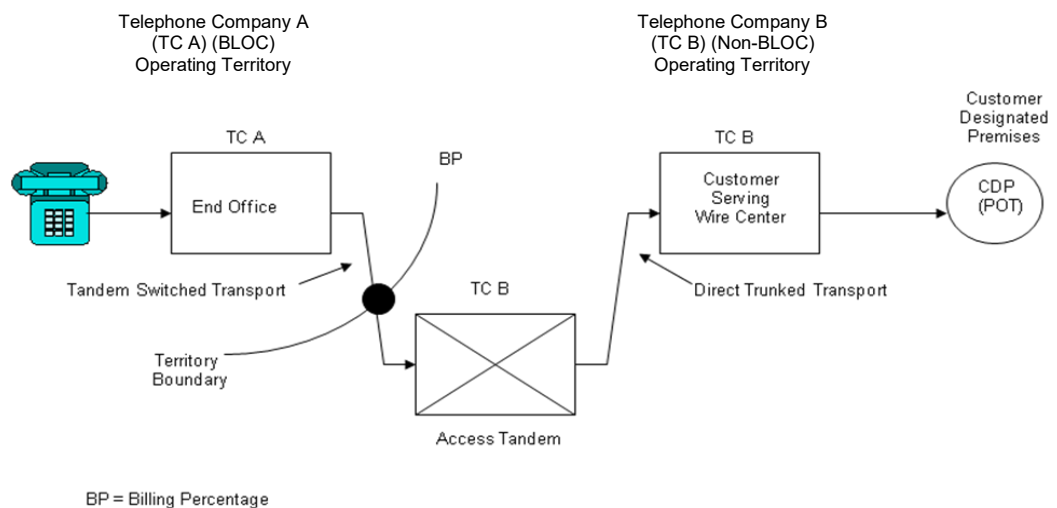 Telephone Company A
(TC A) (BLOC)
Operating Territory
Telephone Company B
(TC B) (Non-BLOC)
Operating Territory
Customer
Designated
Premises
TC A
BP
TC B
End Office
Customer
Serving
Wire Center
CDP
(POT)
Tandem Switched Transport
TC B
Direct Trunked Transport
Territory
Boundary
Access Tandem
BP = Billing Percentage